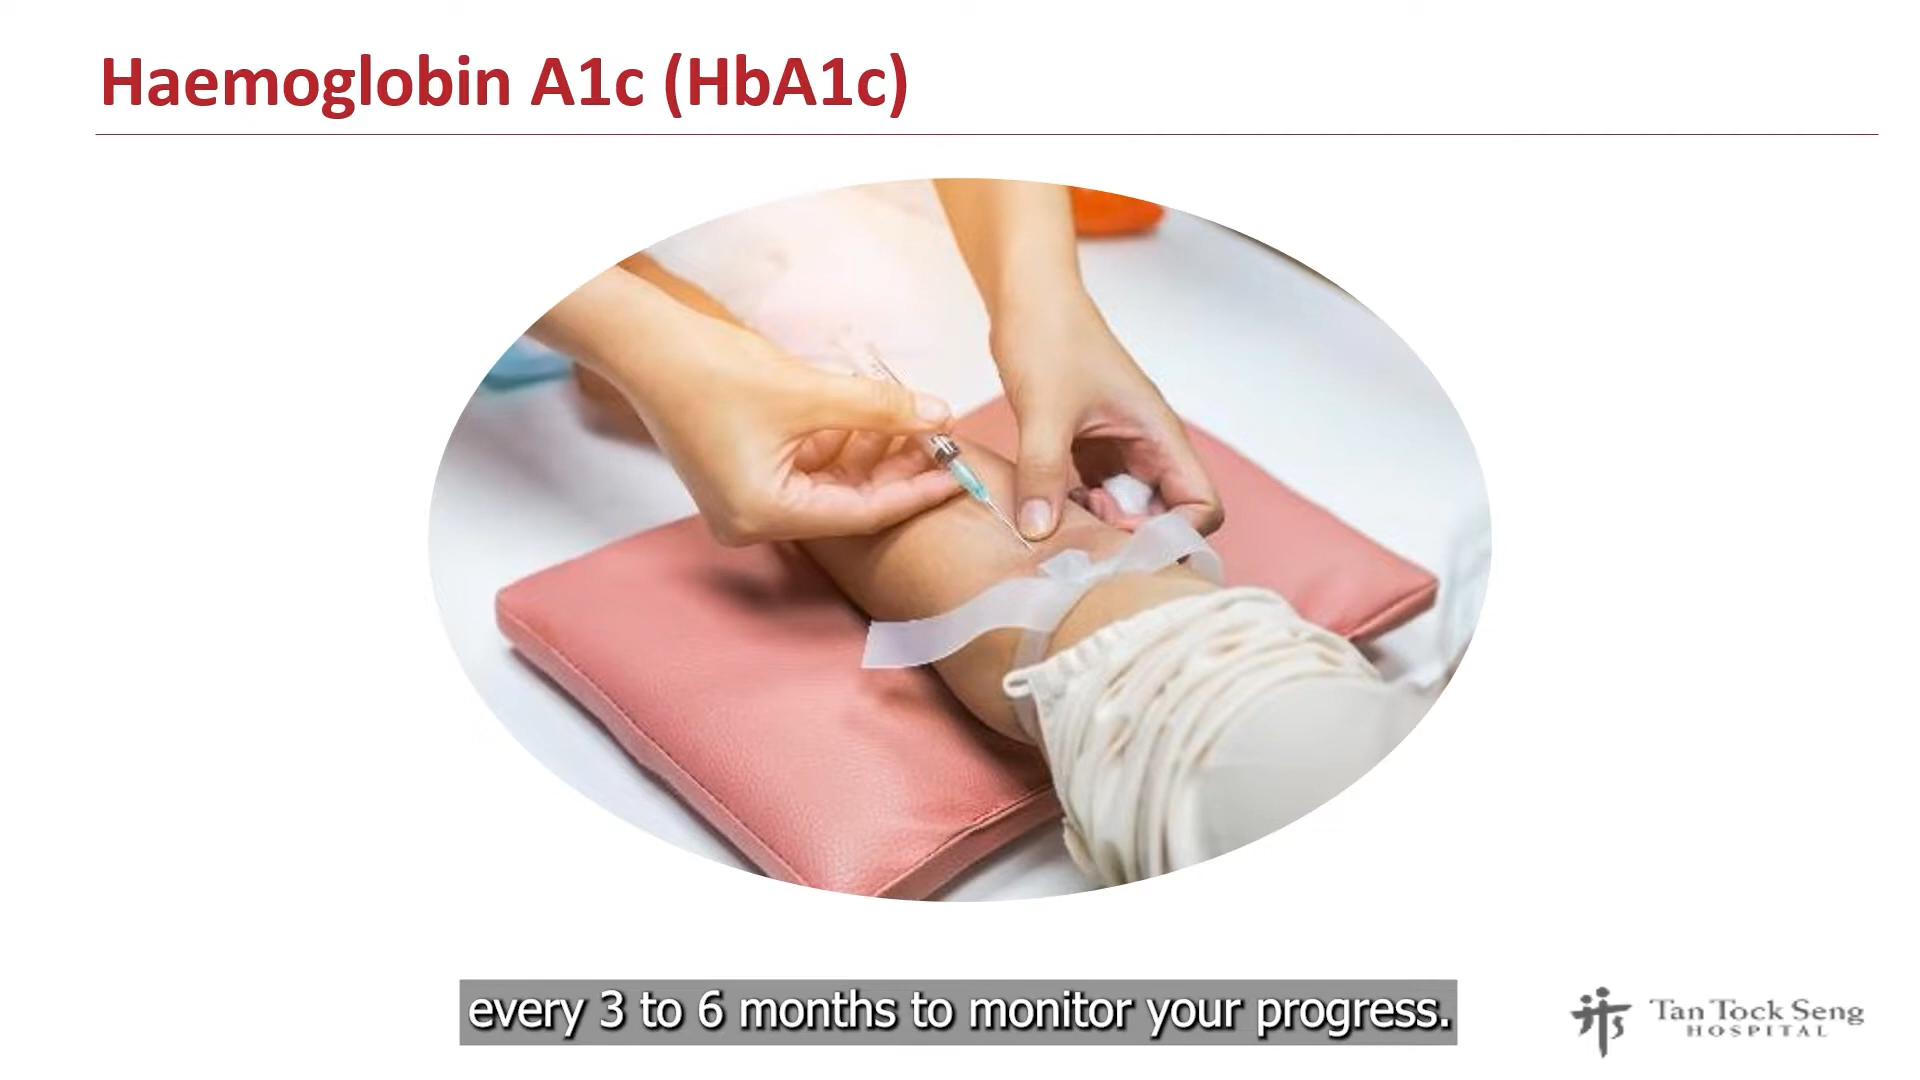 Haemoglobin A1c (HbA1c)
every 3 to 6 months to monitor your progress.
Tan Tock Seng
HOSPITAL